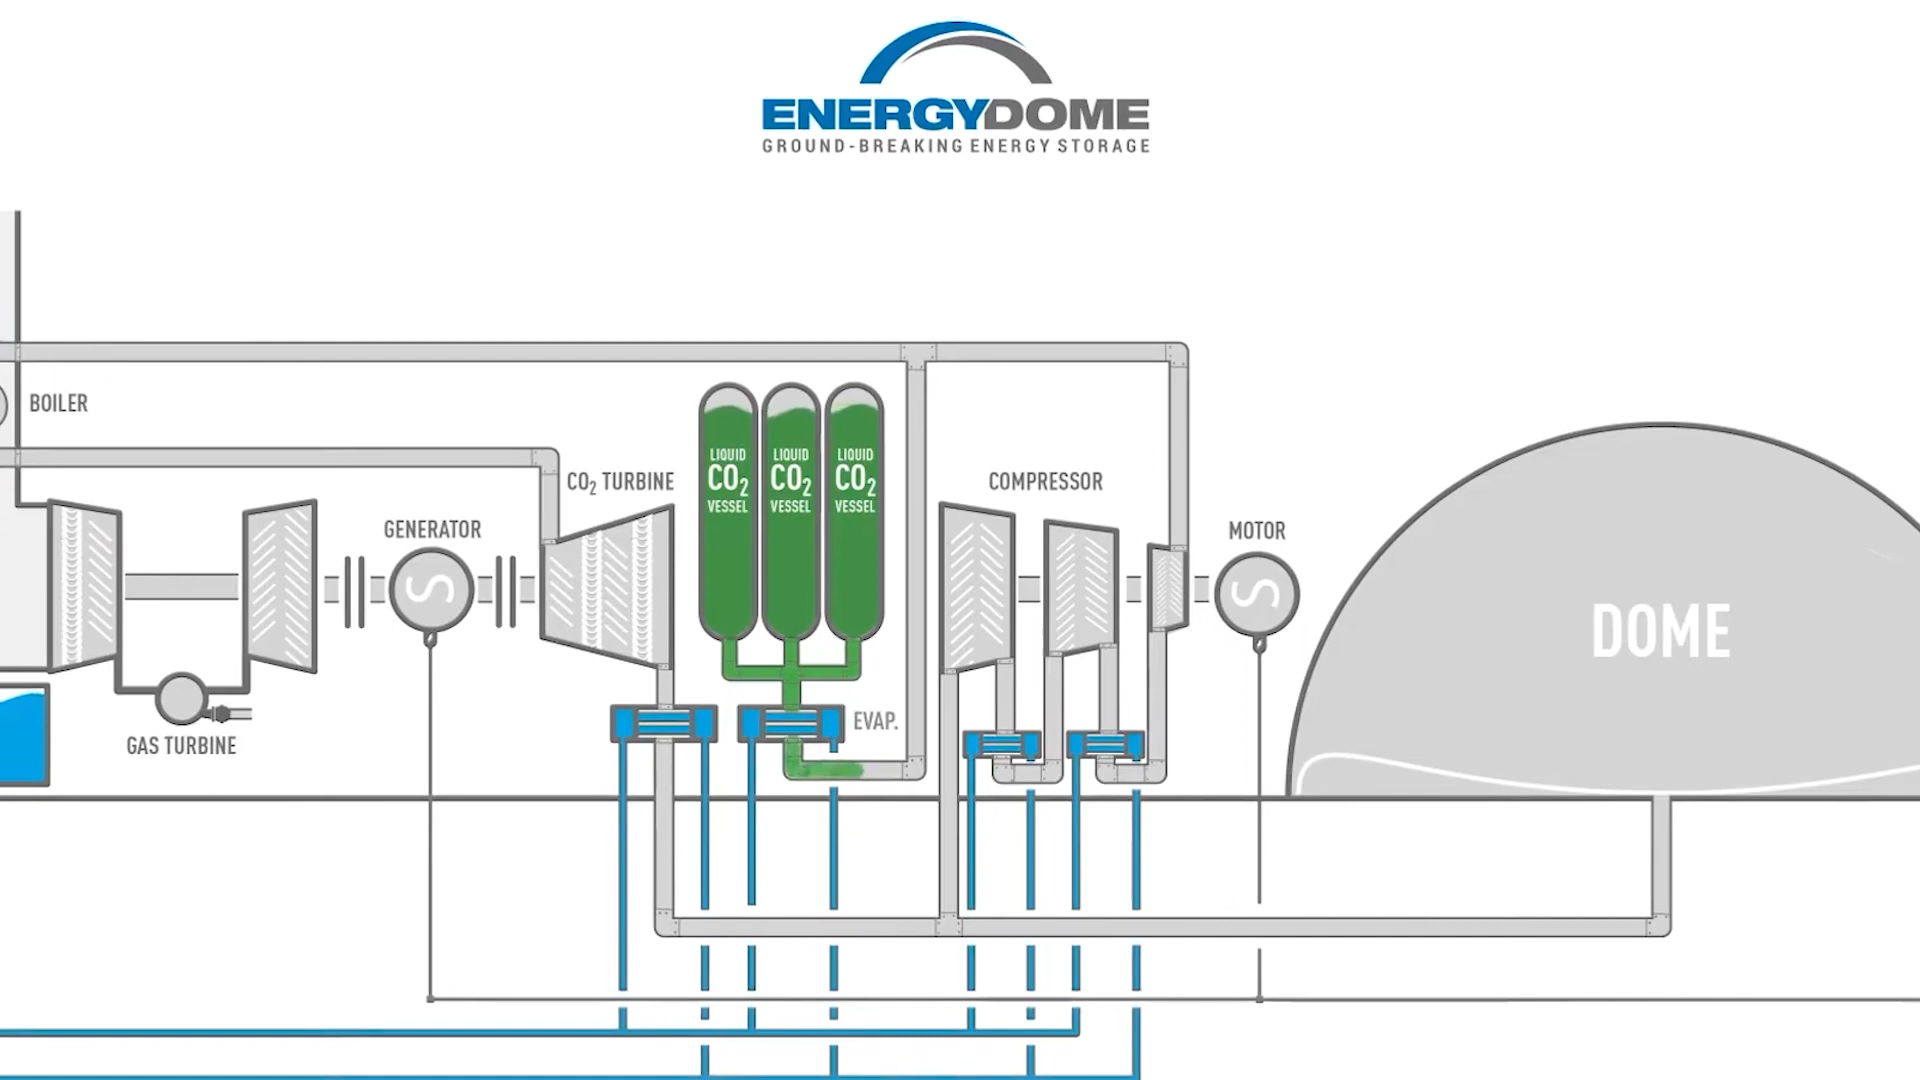 ENERGYDOME
GROUND-BREAKING ENERGY STORAGE
BOILER
CO₂ TURBINE
LIQUID
CO₂
VESSEL
LIQUID
CO₂
VESSEL
LIQUID
CO₂
VESSEL
COMPRESSOR
GENERATOR
MOTOR
S
S
DOME
EVAP.
GAS TURBINE